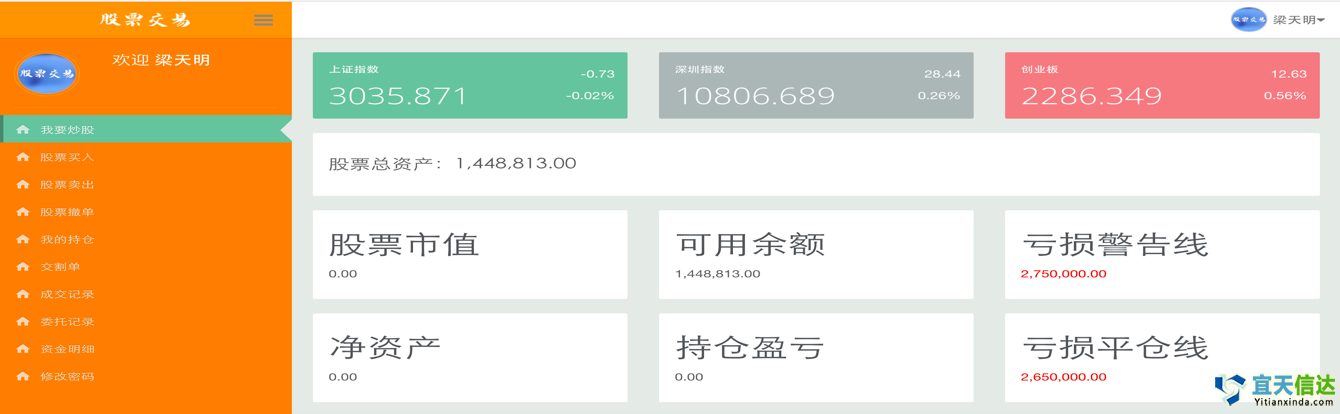 股票交易
股票交易 梁天明
股票交易
欢迎 梁天明
我要炒股
股票买入
股票卖出
股票撤单
我的持仓
交割单
成交记录
委托记录
资金明细
修改密码
上证指数
-0.73
3035.871
-0.02%
深圳指数
28.44
10806.689
0.26%
创业板
12.63
2286.349
0.56%
股票总资产：1,448,813.00
股票市值
0.00
可用余额
1,448,813.00
亏损警告线
2,750,000.00
净资产
0.00
持仓盈亏
0.00
亏损平仓线
2,650,000.00
宜天信达
Yitianxinda.com